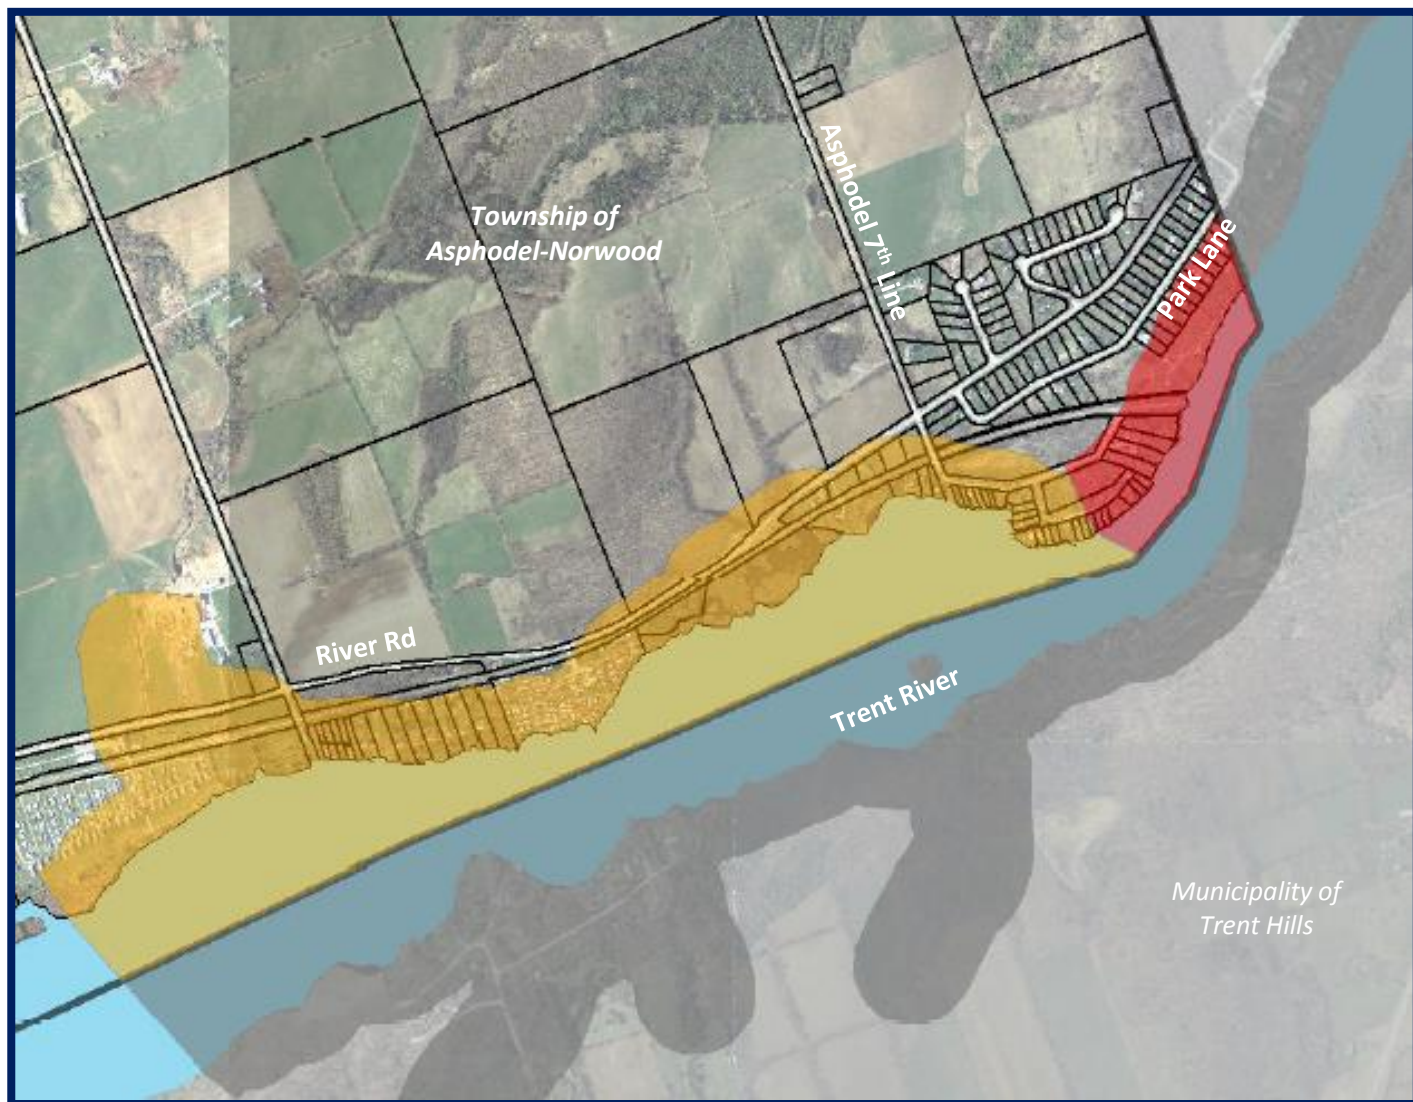 Township of
Asphodel-Norwood
Asphodel 7th Line
Park Lane
River Rd
Trent River
Municipality of
Trent Hills